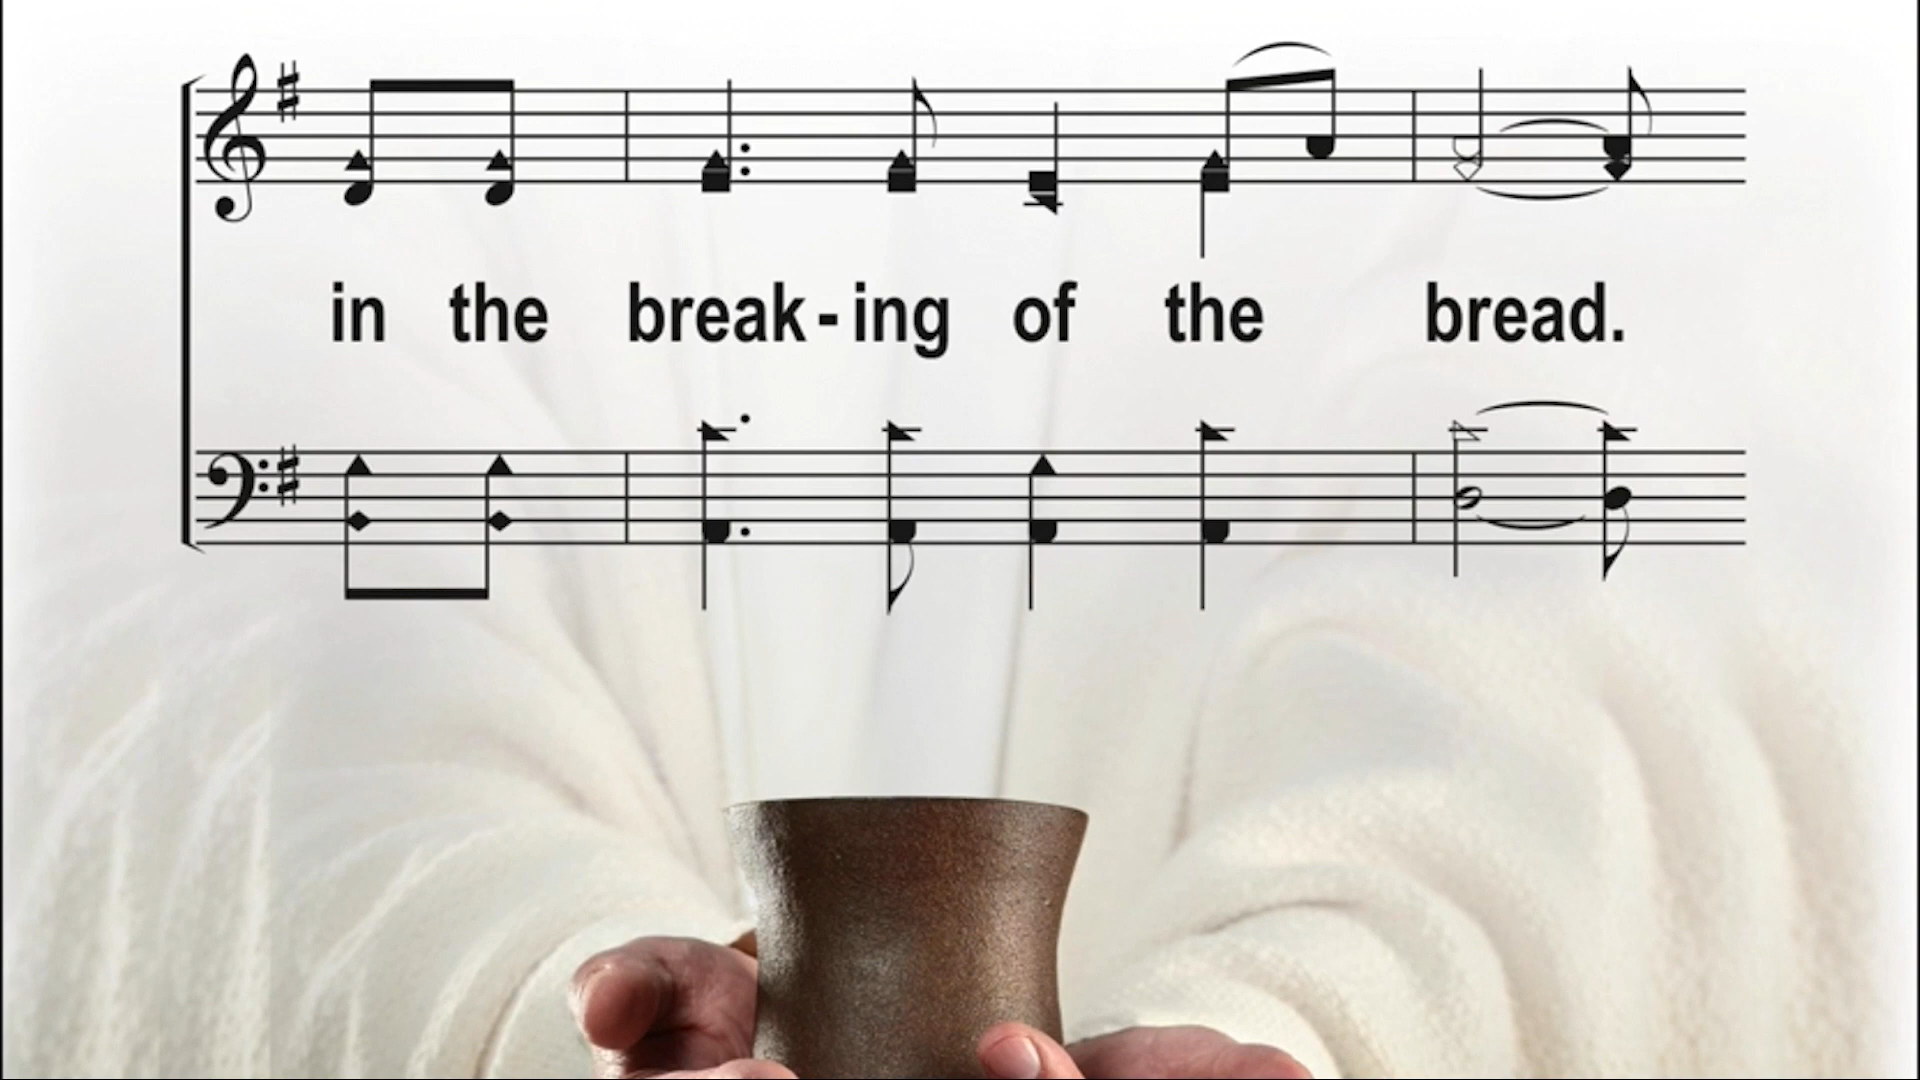 in the break-ing of the bread.